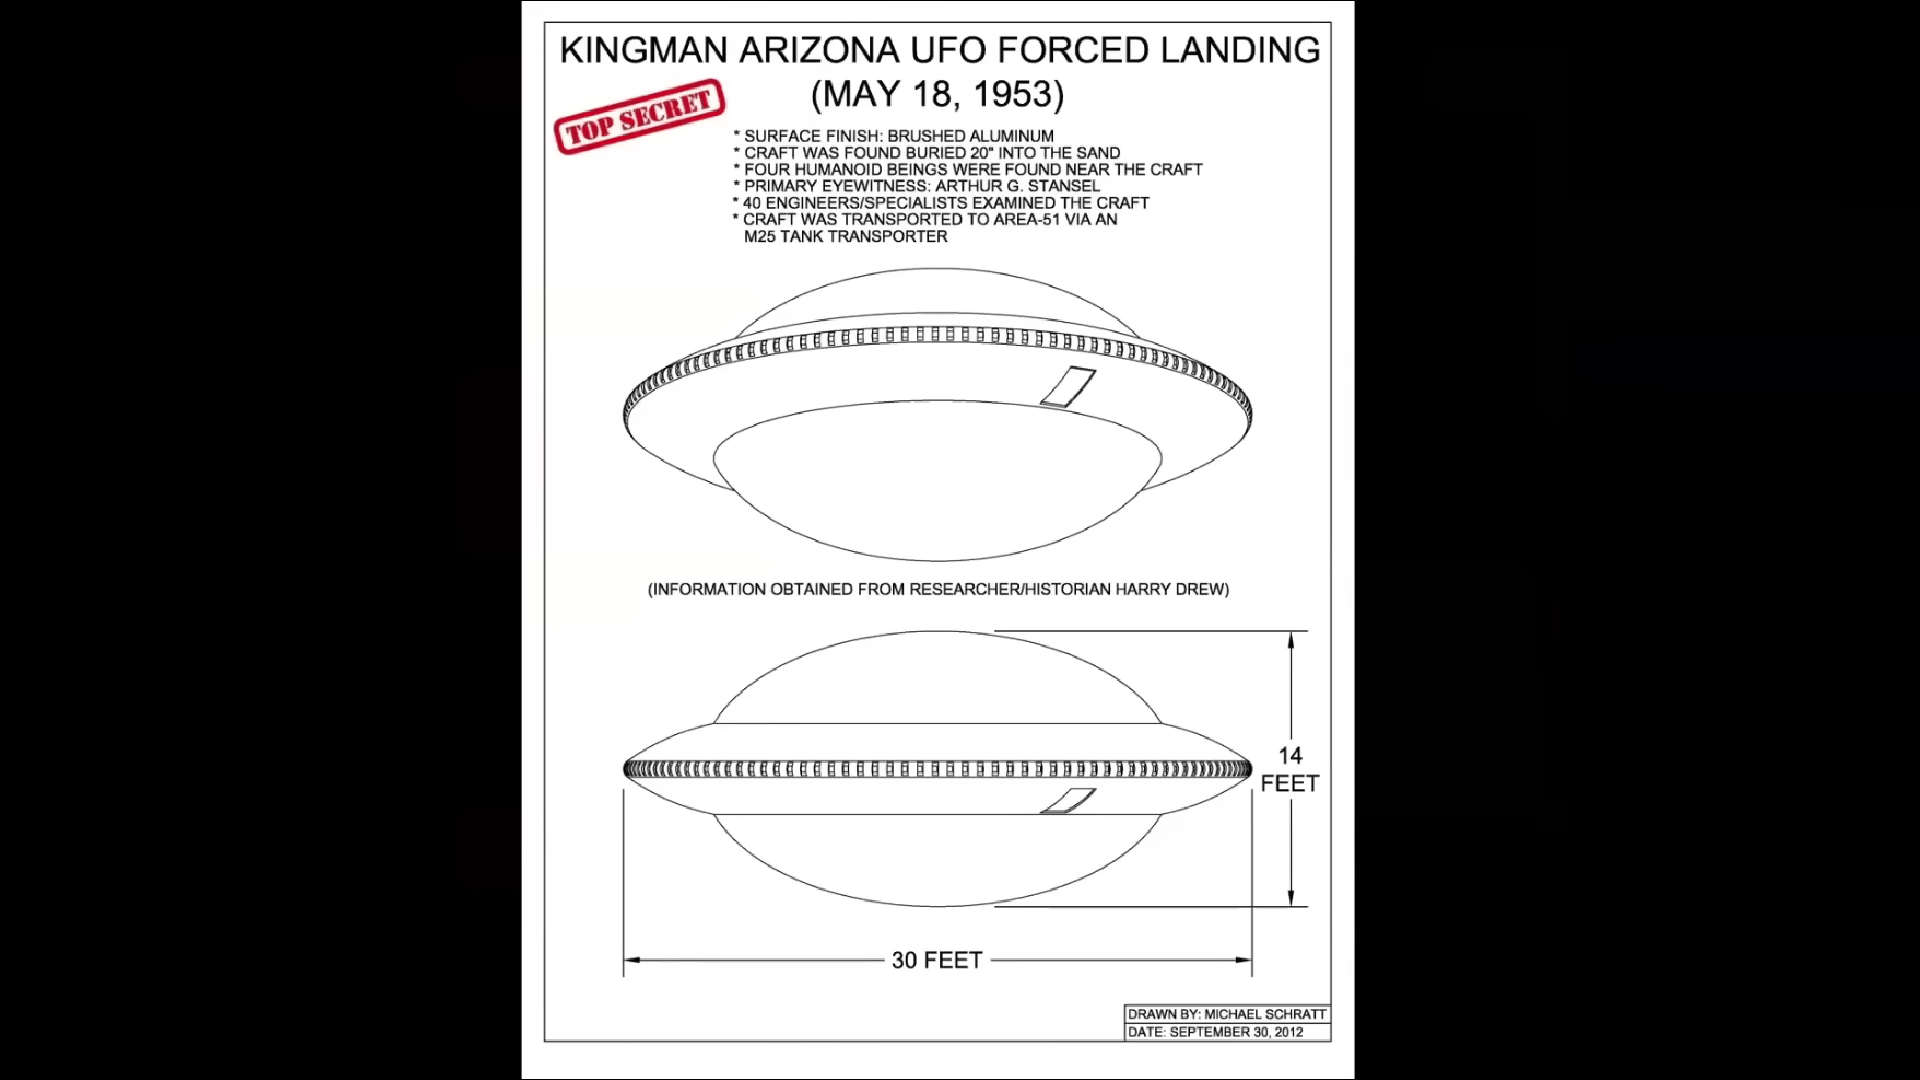 KINGMAN ARIZONA UFO FORCED LANDING
(MAY 18, 1953)
TOP SECRET
* SURFACE FINISH: BRUSHED ALUMINUM
* CRAFT WAS FOUND BURIED 20" INTO THE SAND
* FOUR HUMANOID BEINGS WERE FOUND NEAR THE CRAFT
* PRIMARY EYEWITNESS: ARTHUR G. STANSEL
* 40 ENGINEERS/SPECIALISTS EXAMINED THE CRAFT
* CRAFT WAS TRANSPORTED TO AREA-51 VIA AN
M25 TANK TRANSPORTER
(INFORMATION OBTAINED FROM RESEARCHER/HISTORIAN HARRY DREW)
14
FEET
30 FEET
DRAWN BY: MICHAEL SCHRATT
DATE: SEPTEMBER 30, 2012